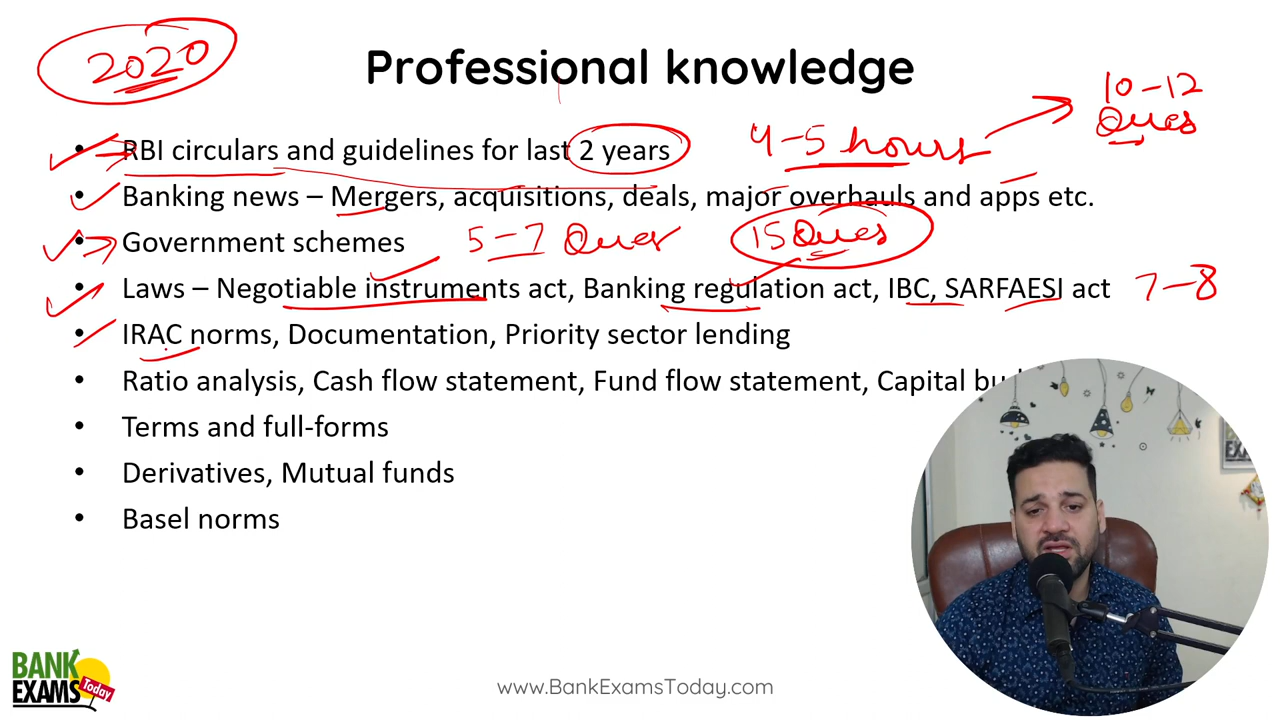 2020
Professional knowledge
10-12
Ques
4-5 hours
• RBI circulars and guidelines for last 2 years
• Banking news – Mergers, acquisitions, deals, major overhauls and apps etc.
• Government schemes
5-7 Ques
15 Ques
• Laws – Negotiable instruments act, Banking regulation act, IBC, SARFAESI act
7-8
• IRAC norms, Documentation, Priority sector lending
• Ratio analysis, Cash flow statement, Fund flow statement, Capital
• Terms and full-forms
• Derivatives, Mutual funds
• Basel norms
BANK
EXAMS
Today
www.BankExamsToday.com